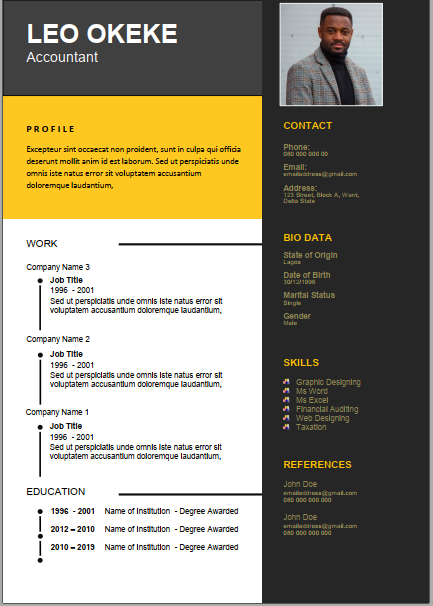 LEO OKEKE
Accountant
PROFILE
Excepteur sint occaecat non proident, sunt in culpa qui officia
deserunt mollit anim id est laborum. Sed ut perspiciatis unde
omnis iste natus error sit voluptatem accusantium
doloremque laudantium,
WORK
Company Name 3
Job Title
1996 - 2001
Sed ut perspiciatis unde omnis iste natus error sit
voluptatem accusantium doloremque laudantium,
Company Name 2
Job Title
1996 - 2001
Sed ut perspiciatis unde omnis iste natus error sit
voluptatem accusantium doloremque laudantium,
Company Name 1
Job Title
1996 - 2001
Sed ut perspiciatis unde omnis iste natus error sit
voluptatem accusantium doloremque laudantium,
EDUCATION
1996 - 2001 Name of Institution - Degree Awarded
2012 – 2010 Name of Institution - Degree Awarded
2010 – 2019 Name of Institution - Degree Awarded
CONTACT
Phone:
080 000 000 00
Email:
emailaddress@gmail.com
Address:
123 Street, Block A, Warri,
Delta State
BIO DATA
State of Origin
Lagos
Date of Birth
30/12/1996
Marital Status
Single
Gender
Male
SKILLS
Graphic Designing
Ms Word
Ms Excel
Financial Auditing
Web Designing
Taxation
REFERENCES
John Doe
emailaddress@gmail.com
080 000 000 000
John Doe
emailaddress@gmail.com
080 000 000 000